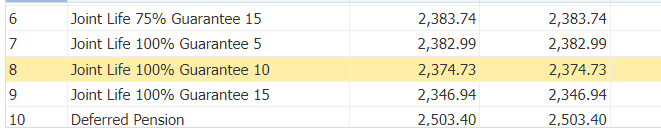 6 Joint Life 75% Guarantee 15 2,383.74 2,383.74
7 Joint Life 100% Guarantee 5 2,382.99 2,382.99
8 Joint Life 100% Guarantee 10 2,374.73 2,374.73
9 Joint Life 100% Guarantee 15 2,346.94 2,346.94
10 Deferred Pension 2,503.40 2,503.40